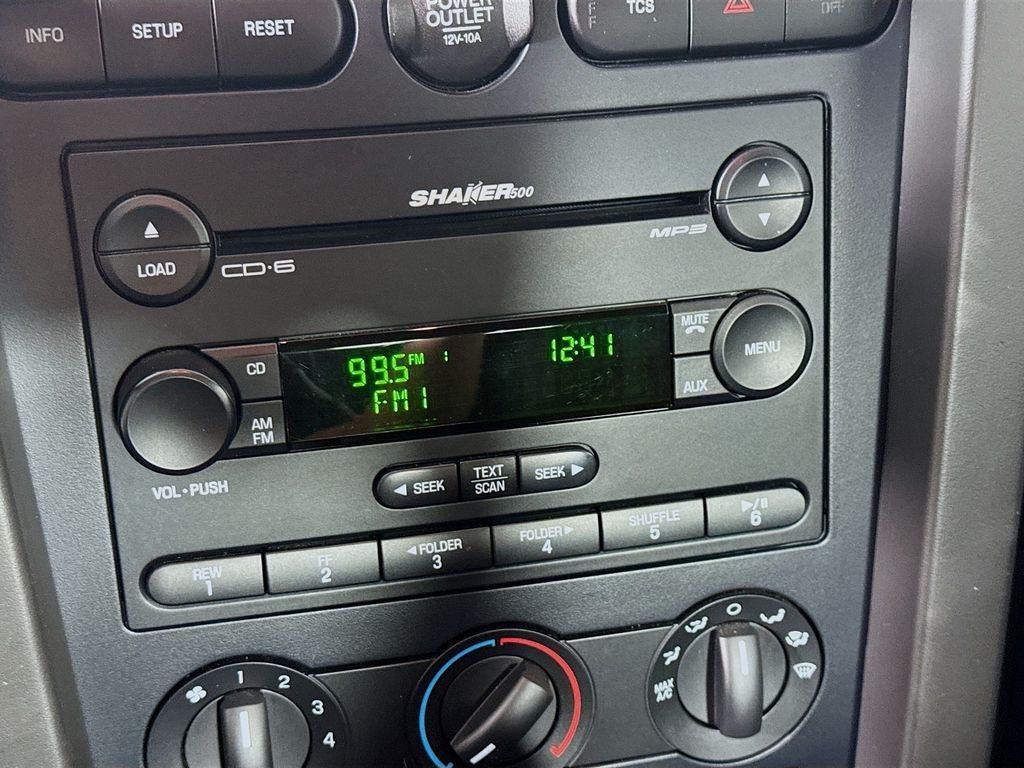 INFO
SETUP
RESET
POWER
OUTLET
12V-10A
TCS
OFF
SHAKER500
LOAD
CD•6
MP3
CD
AM
FM
99.5 FM 1
12:41
FM1
MUTE
AUX
MENU
VOL•PUSH
SEEK
TEXT
SCAN
SEEK
REW
1
FF
2
FOLDER
3
FOLDER
4
SHUFFLE
5
6
1 2 3 4
MAX
A/C